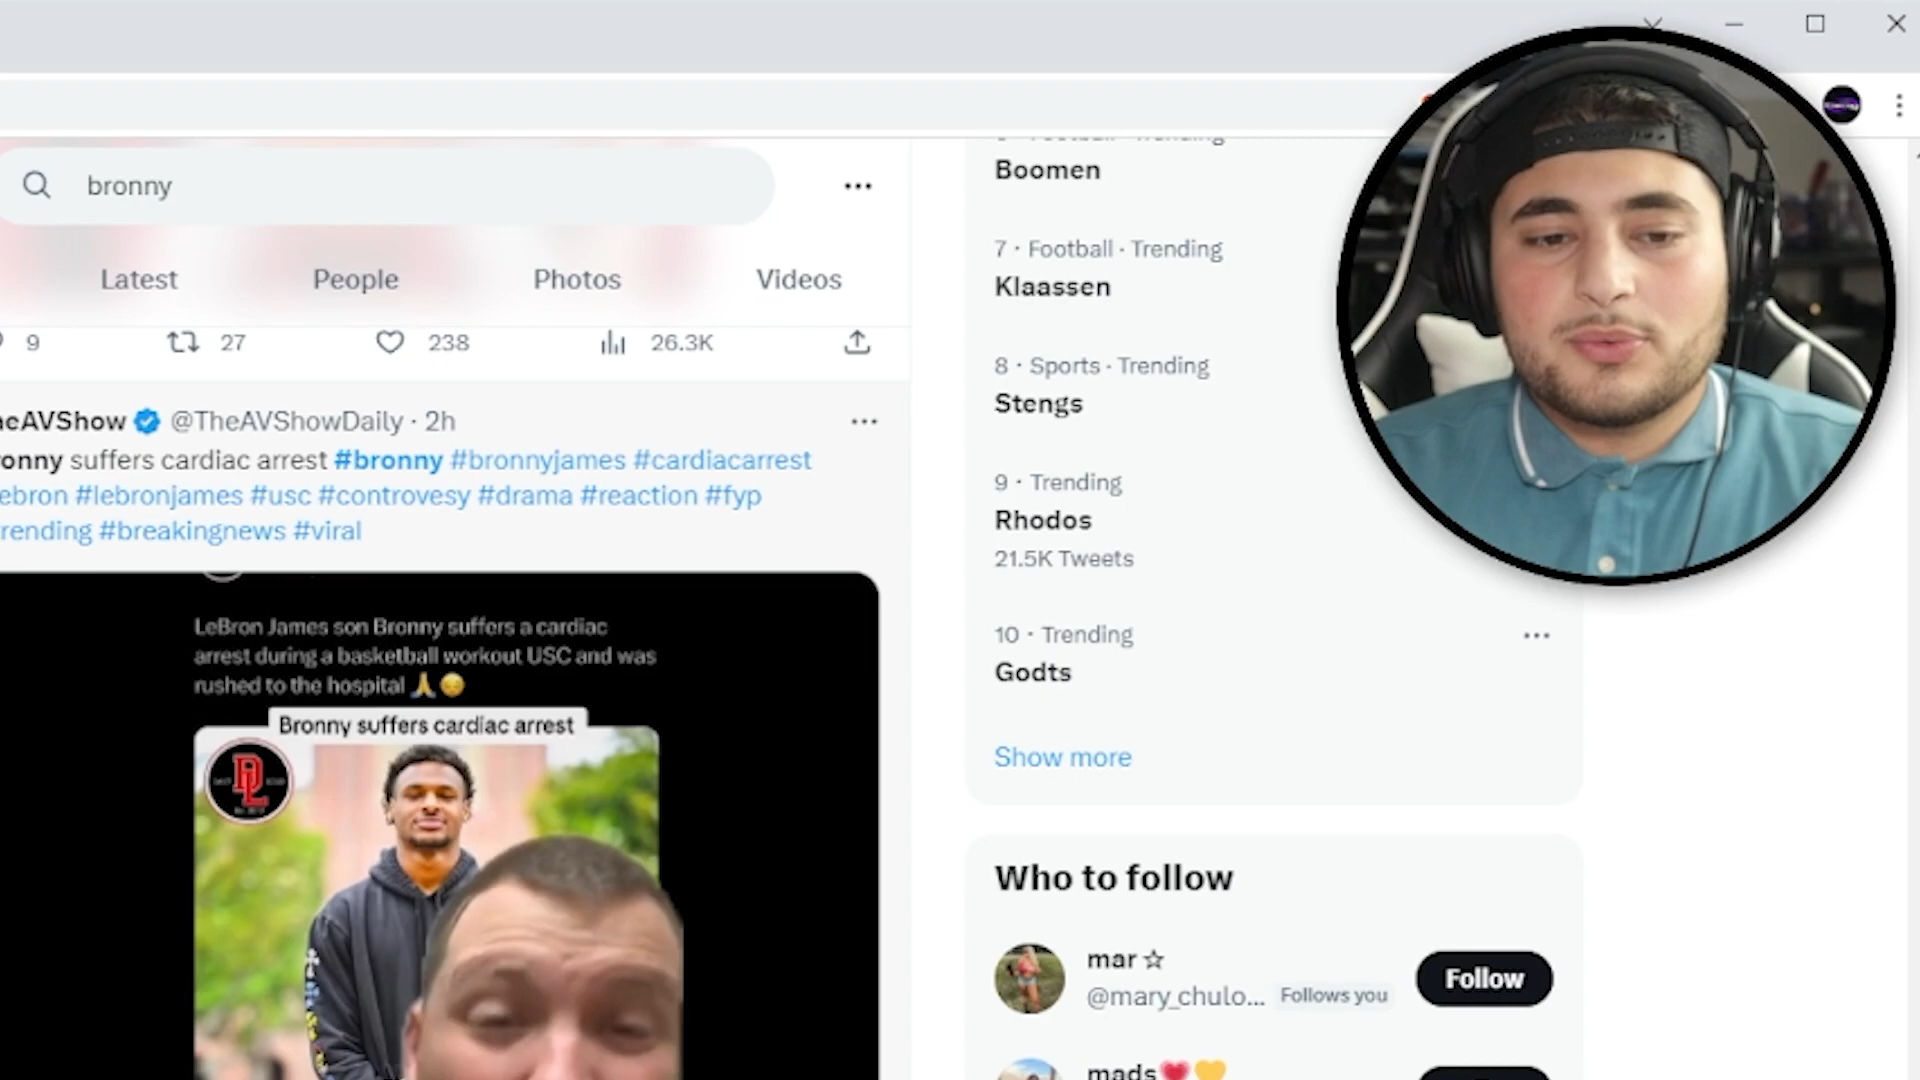 bronny
Latest People Photos Videos
9 27 238 26.3K
eAVShow @TheAVShowDaily · 2h
onny suffers cardiac arrest #bronny #bronnyjames #cardiacarrest
ebron #lebronjames #usc #controvesy #drama #reaction #fyp
rending #breakingnews #viral
LeBron James son Bronny suffers a cardiac
arrest during a basketball workout USC and was
rushed to the hospital 🙏😔
Bronny suffers cardiac arrest
DL
Boomen
7 · Football · Trending
Klaassen
8 · Sports · Trending
Stengs
9 · Trending
Rhodos
21.5K Tweets
10 · Trending
Godts
Show more
Who to follow
mar ☆
@mary_chulo... Follows you
Follow
mads❤️💛